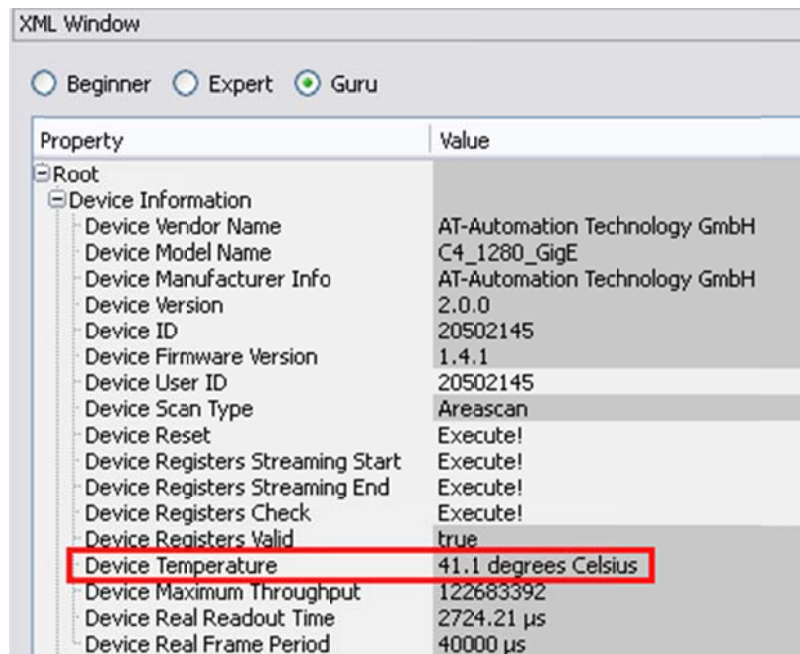 XML Window
Beginner Expert Guru
Property Value
Root
Device Information
Device Vendor Name AT-Automation Technology GmbH
Device Model Name C4_1280_GigE
Device Manufacturer Info AT-Automation Technology GmbH
Device Version 2.0.0
Device ID 20502145
Device Firmware Version 1.4.1
Device User ID 20502145
Device Scan Type Areascan
Device Reset Execute!
Device Registers Streaming Start Execute!
Device Registers Streaming End Execute!
Device Registers Check Execute!
Device Registers Valid true
Device Temperature 41.1 degrees Celsius
Device Maximum Throughput 122683392
Device Real Readout Time 2724.21 µs
Device Real Frame Period 40000 µs